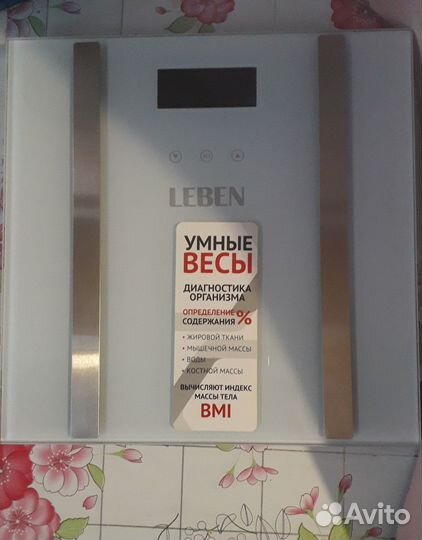 LEBEN
УМНЫЕ
ВЕСЫ
ДИАГНОСТИКА
ОРГАНИЗМА
ОПРЕДЕЛЕНИЕ %
СОДЕРЖАНИЯ
• ЖИРОВОЙ ТКАНИ
• МЫШЕЧНОЙ МАССЫ
• ВОДЫ
• КОСТНОЙ МАССЫ
ВЫЧИСЛЯЮТ ИНДЕКС
МАССЫ ТЕЛА
BMI
Avito